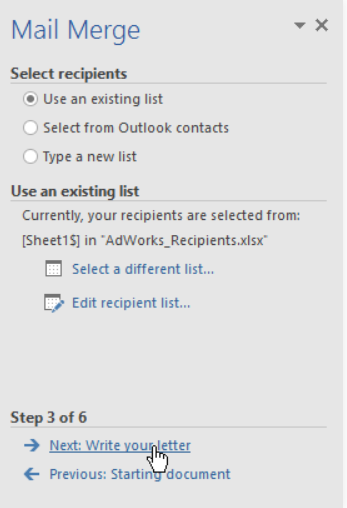 Mail Merge
Select recipients
Use an existing list
Select from Outlook contacts
Type a new list
Use an existing list
Currently, your recipients are selected from:
[Sheet1$] in "AdWorks_Recipients.xlsx"
Select a different list...
Edit recipient list...
Step 3 of 6
Next: Write your letter
Previous: Starting document